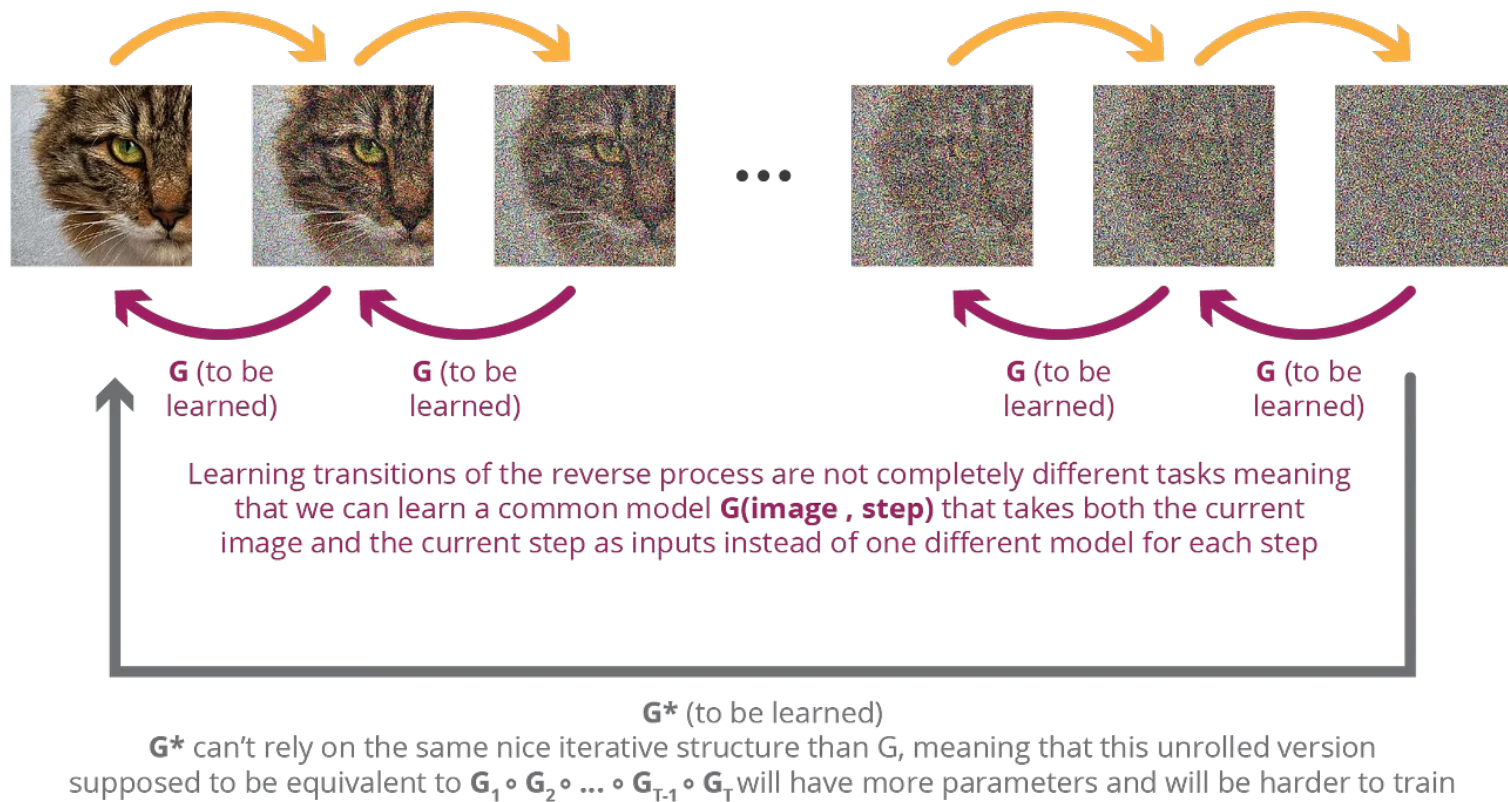 G (to be
learned)
G (to be
learned)
G (to be
learned)
G (to be
learned)
Learning transitions of the reverse process are not completely different tasks meaning
that we can learn a common model G(image , step) that takes both the current
image and the current step as inputs instead of one different model for each step
G* (to be learned)
G* can't rely on the same nice iterative structure than G, meaning that this unrolled version
supposed to be equivalent to G₁ ∘ G₂ ∘ ... ∘ G_T-1 ∘ G_T will have more parameters and will be harder to train